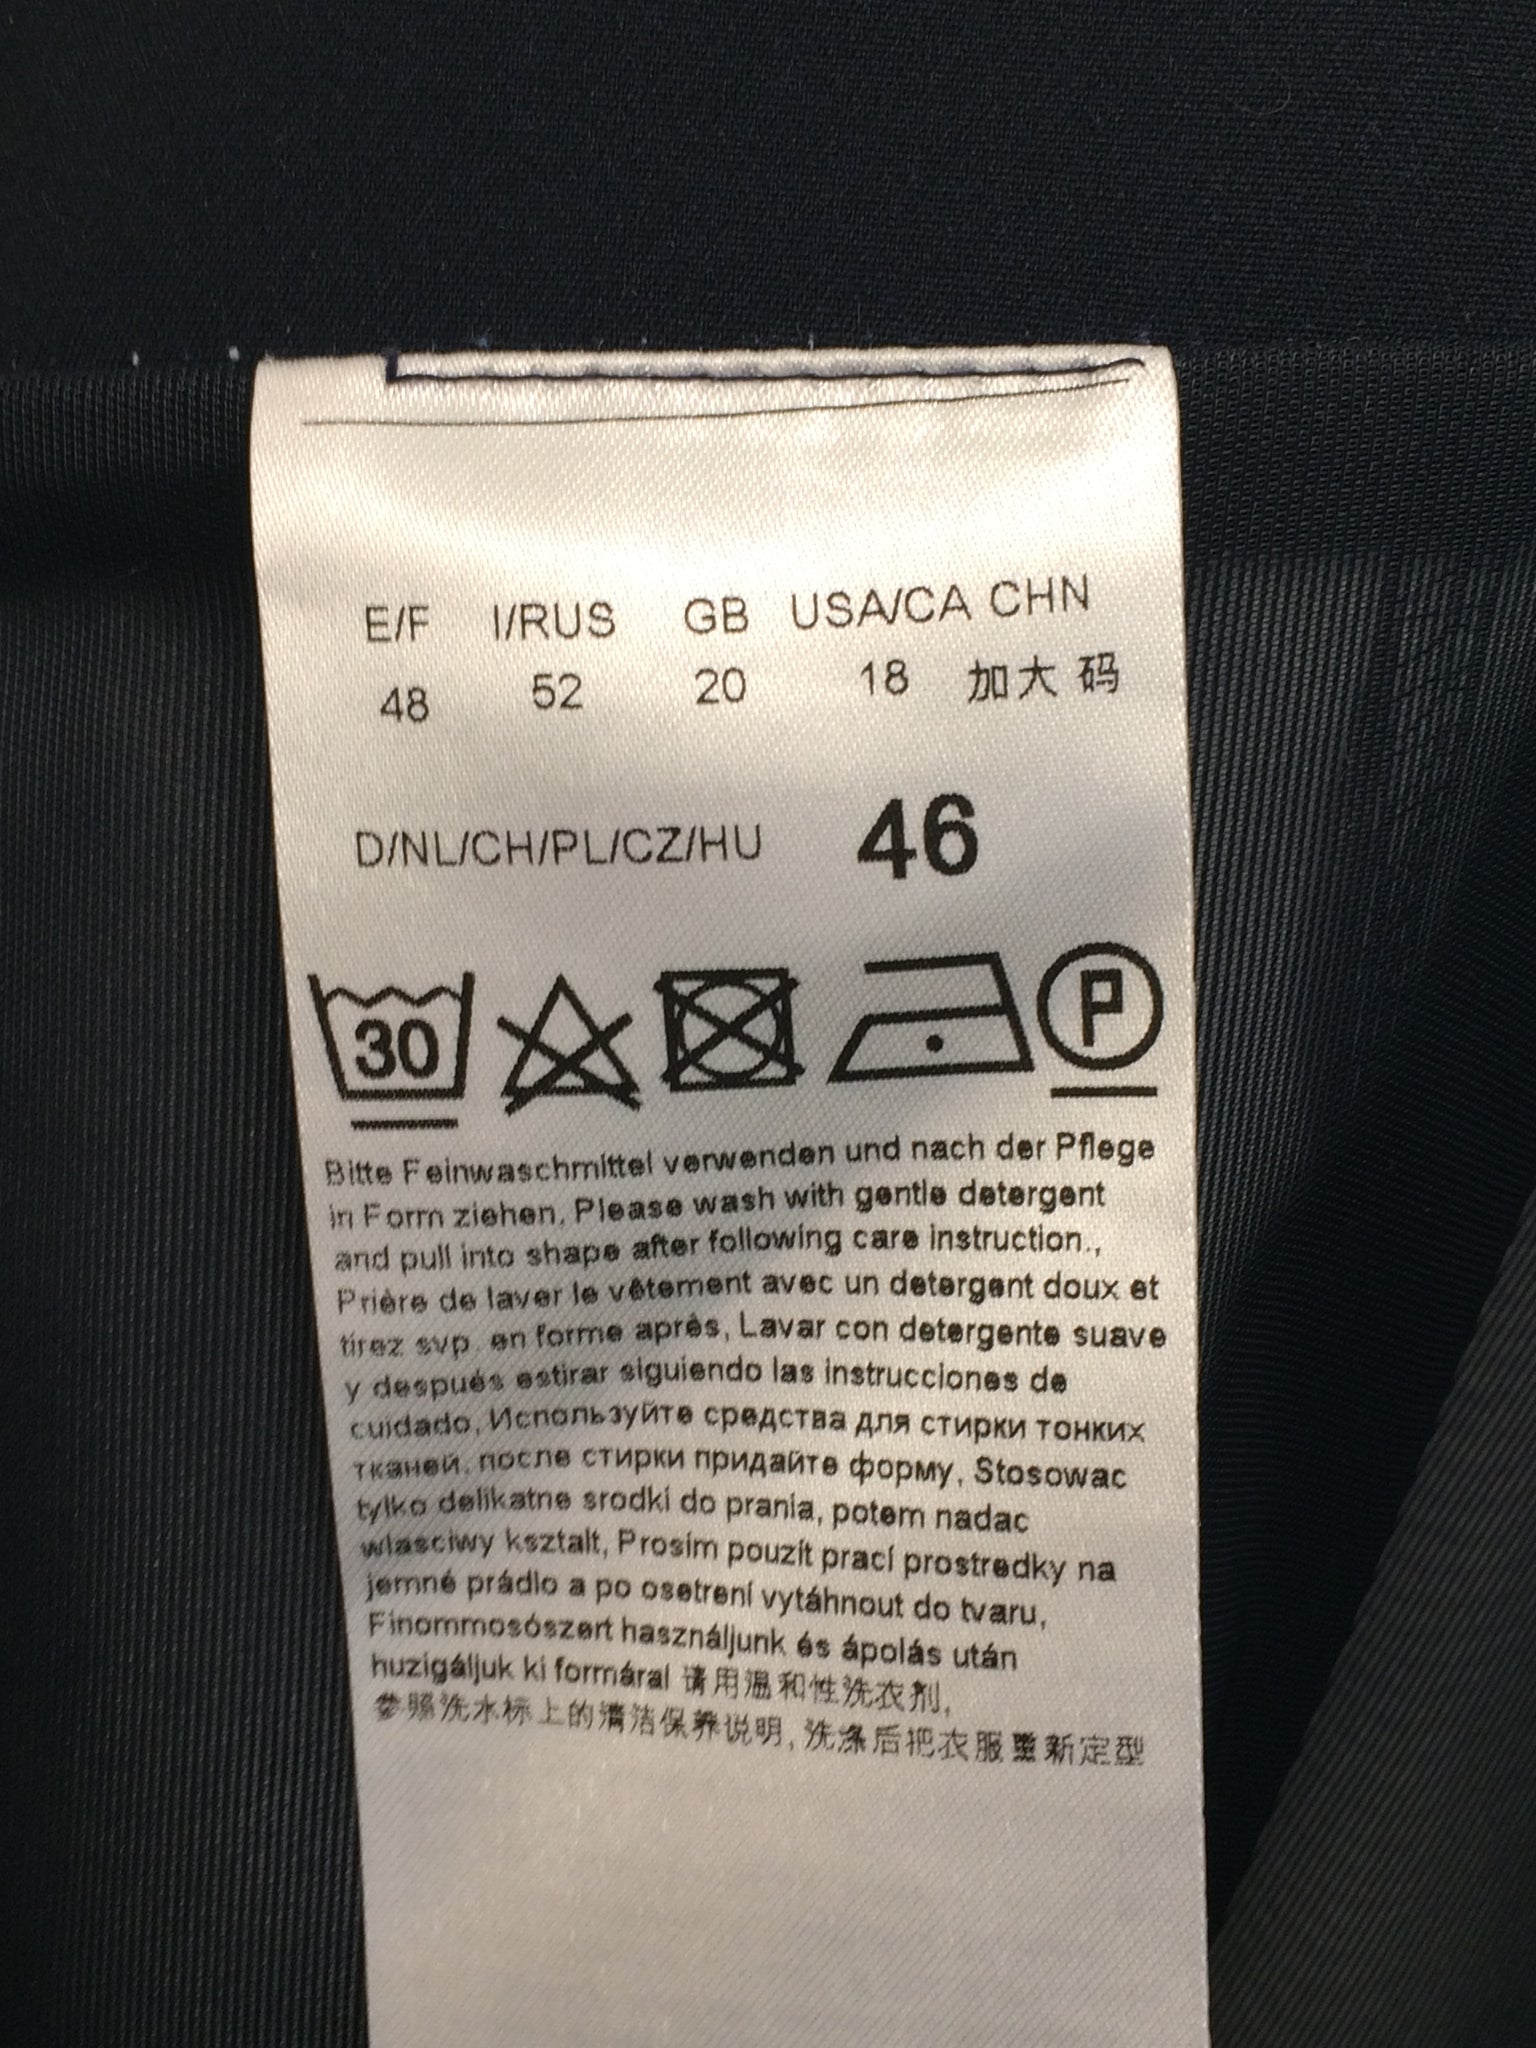 E/F I/RUS GB USA/CA CHN
48 52 20 18 加大码
D/NL/CH/PL/CZ/HU 46
30 P
Bitte Feinwaschmittel verwenden und nach der Pflege
in Form ziehen, Please wash with gentle detergent
and pull into shape after following care instruction.,
Prière de laver le vêtement avec un detergent doux et
tirez svp. en forme après, Lavar con detergente suave
y después estirar siguiendo las instrucciones de
cuidado, Используйте средства для стирки тонких
тканей, после стирки придайте форму, Stosowac
tylko delikatne srodki do prania, potem nadac
wlasciwy ksztalt, Prosím pouzít prací prostredky na
jemné prádlo a po osetrení vytáhnout do tvaru,
Finommosószert használjunk és ápolás után
huzigáljuk ki formáral 请用温和性洗衣剂,
参照洗水标上的清洁保养说明, 洗涤后把衣服重新定型